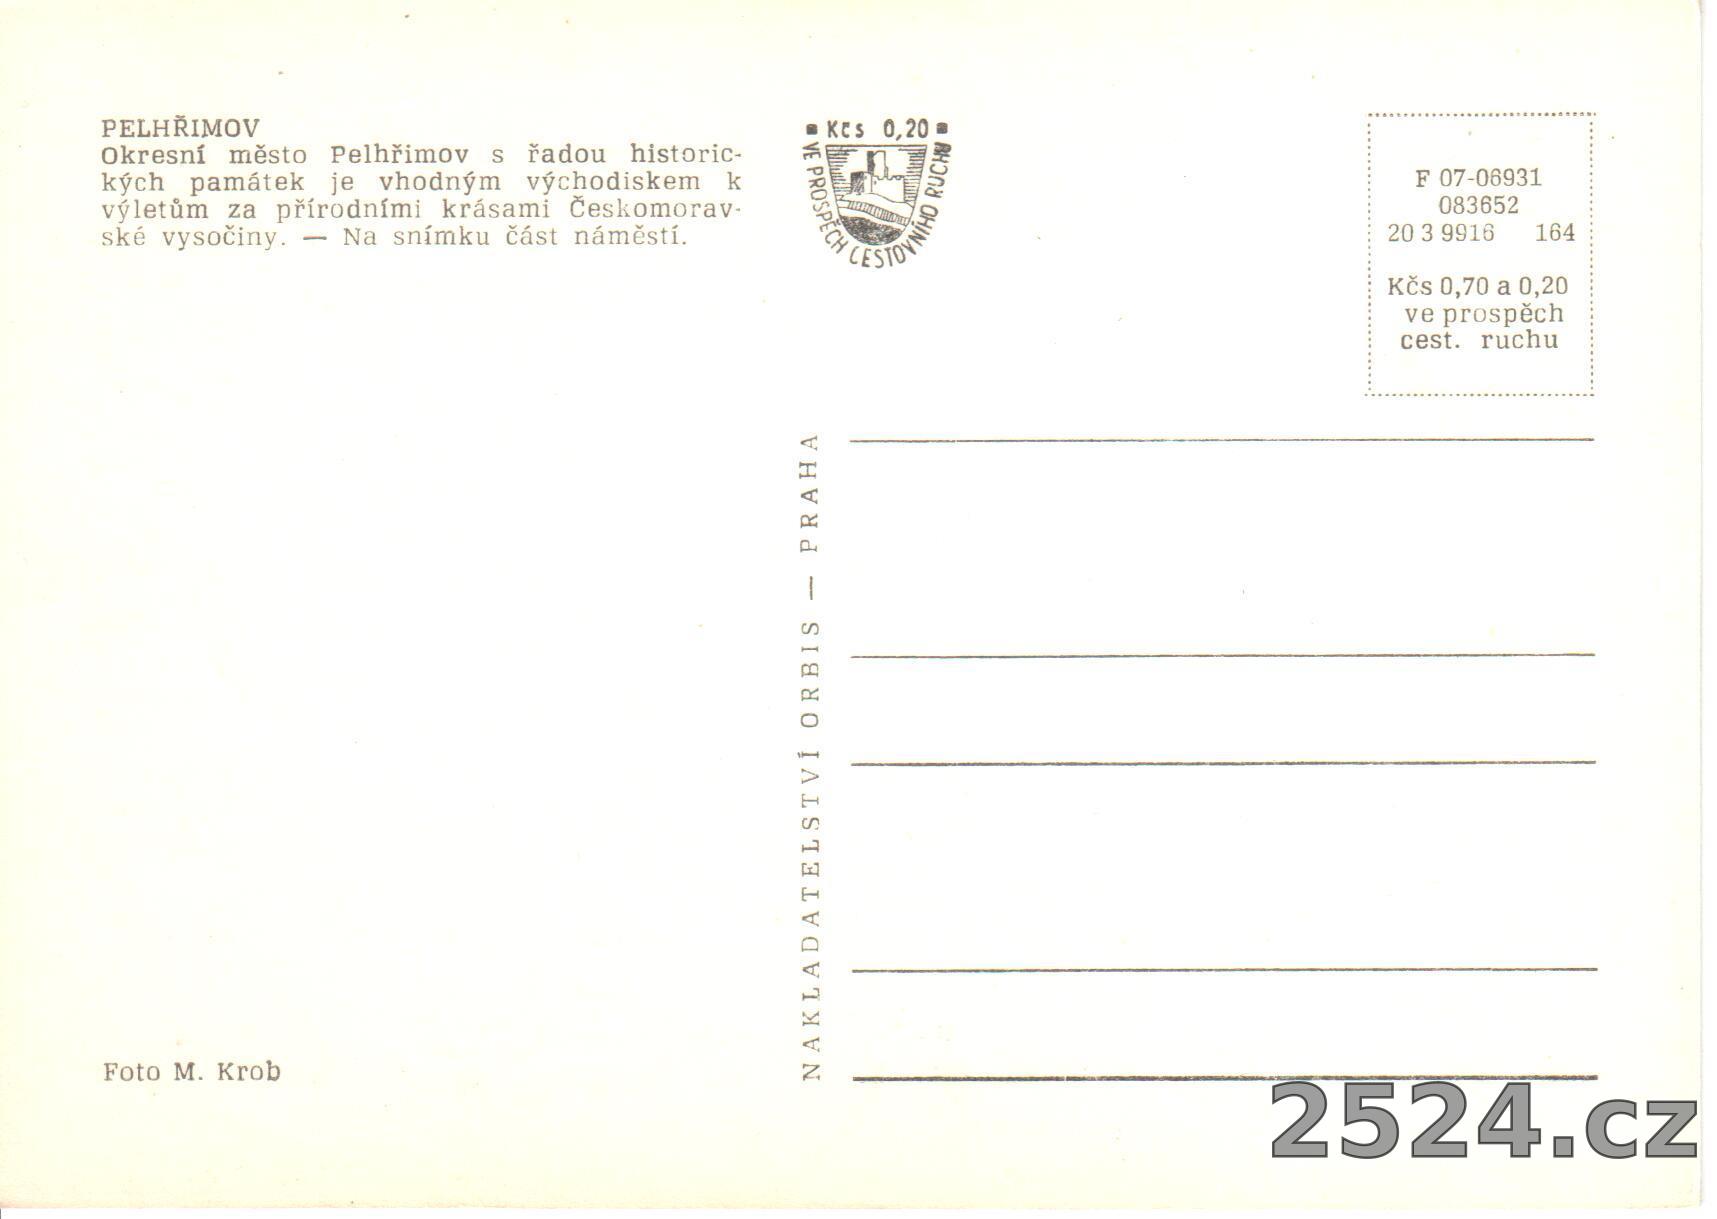 PELHŘIMOV
Okresní město Pelhřimov s řadou historic-
kých památek je vhodným východiskem k
výletům za přírodními krásami Českomorav-
ské vysočiny. — Na snímku část náměstí.
Foto M. Krob
Kčs 0,20
VE PROSPĚCH CESTOVNÍHO RUCHU
NAKLADATELSTVÍ ORBIS — PRAHA
F 07-06931
083652
20 3 9916 164
Kčs 0,70 a 0,20
ve prospěch
cest. ruchu
2524.cz